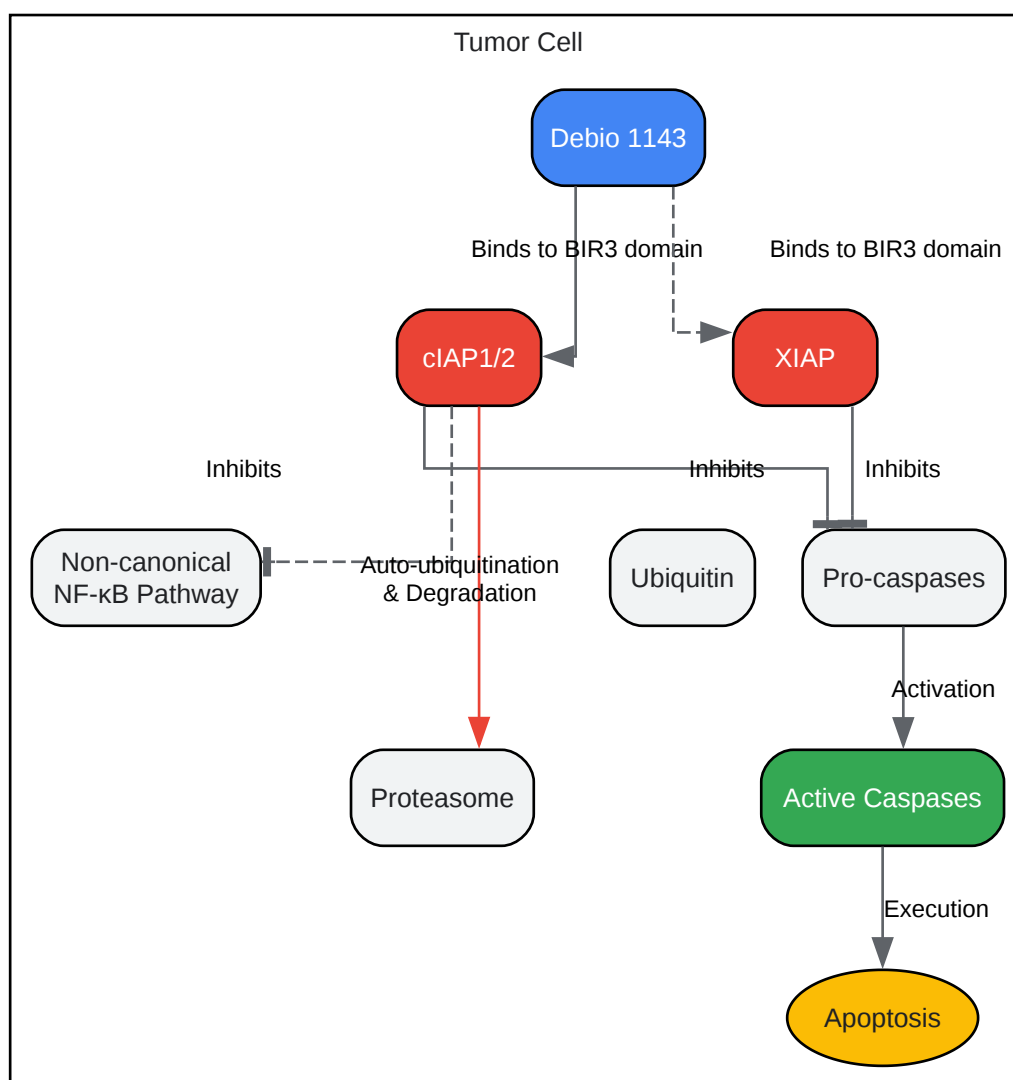 Tumor Cell
Debio 1143
Binds to BIR3 domain
Binds to BIR3 domain
cIAP1/2
XIAP
Inhibits
Inhibits
Inhibits
Non-canonical
NF-κB Pathway
Auto-ubiquitination
& Degradation
Ubiquitin
Pro-caspases
Activation
Proteasome
Active Caspases
Execution
Apoptosis